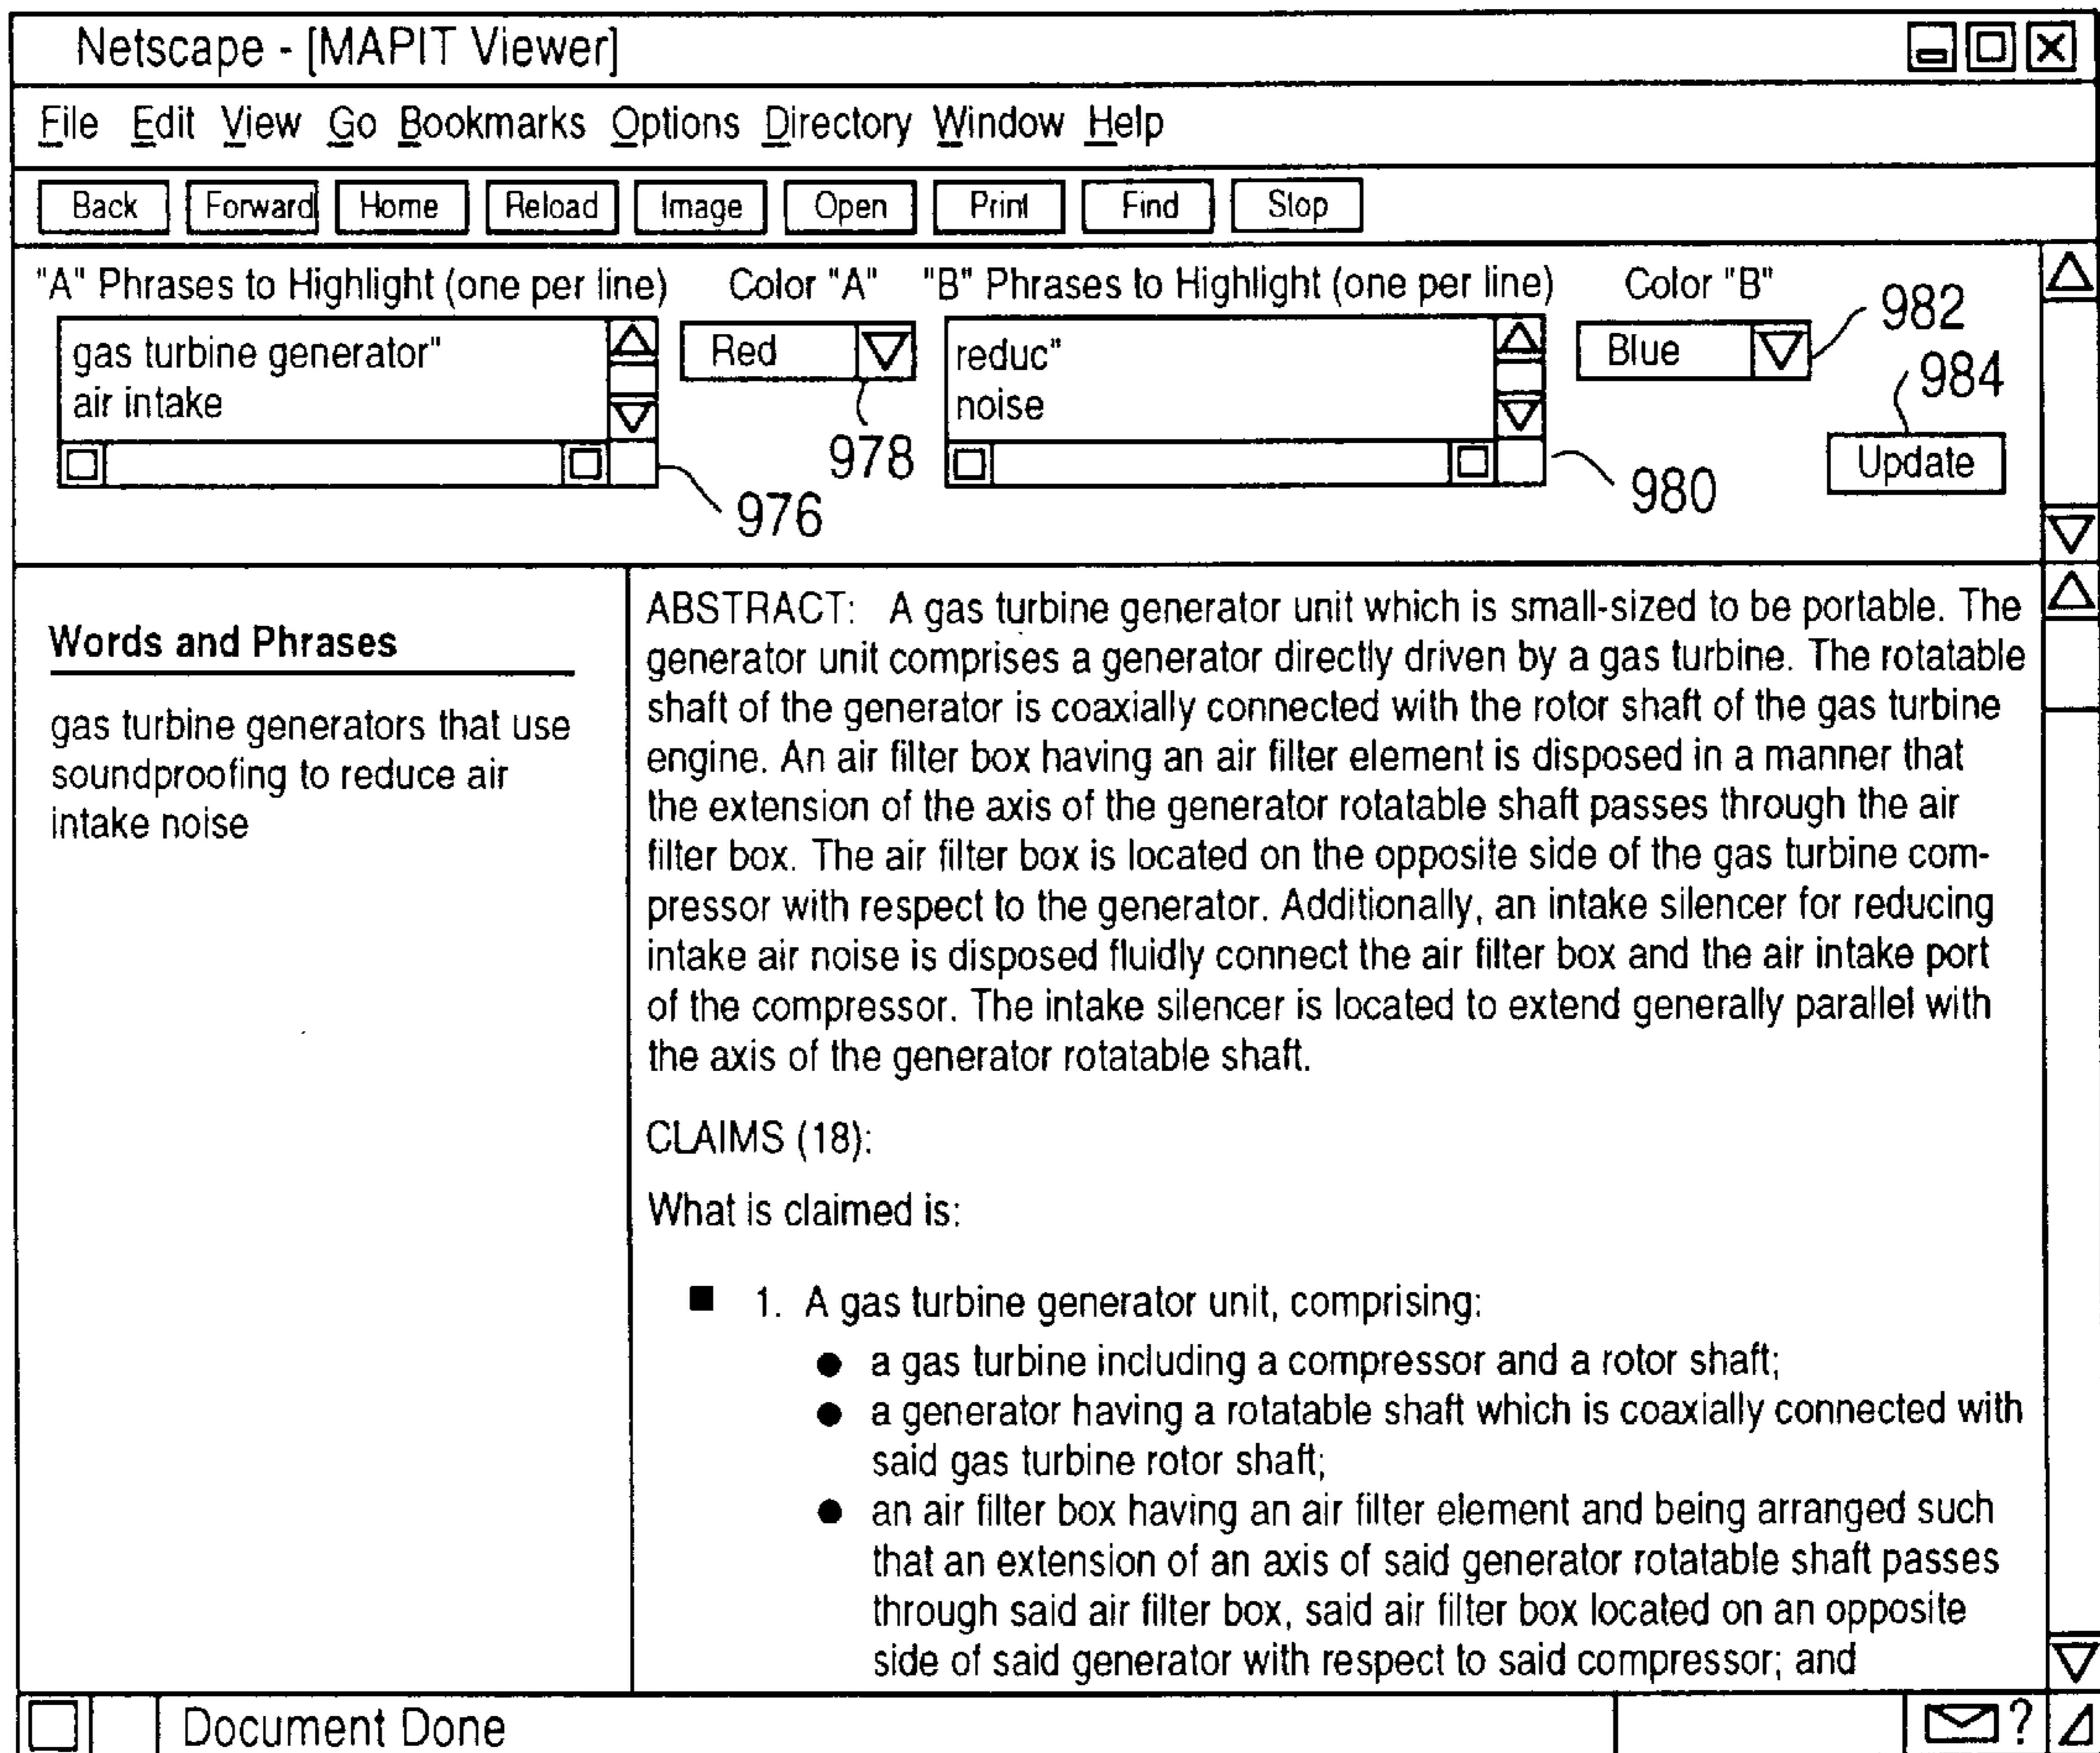 Netscape - [MAPIT Viewer]
File Edit View Go Bookmarks Options Directory Window Help
Back Forward Home Reload Image Open Print Find Stop
"A" Phrases to Highlight (one per line) Color "A" "B" Phrases to Highlight (one per line) Color "B"
982
gas turbine generator" Red reduc" Blue
984
air intake noise
978
Update
980
976
Words and Phrases
gas turbine generators that use
soundproofing to reduce air
intake noise
ABSTRACT: A gas turbine generator unit which is small-sized to be portable. The
generator unit comprises a generator directly driven by a gas turbine. The rotatable
shaft of the generator is coaxially connected with the rotor shaft of the gas turbine
engine. An air filter box having an air filter element is disposed in a manner that
the extension of the axis of the generator rotatable shaft passes through the air
filter box. The air filter box is located on the opposite side of the gas turbine com-
pressor with respect to the generator. Additionally, an intake silencer for reducing
intake air noise is disposed fluidly connect the air filter box and the air intake port
of the compressor. The intake silencer is located to extend generally parallel with
the axis of the generator rotatable shaft.
CLAIMS (18):
What is claimed is:
■ 1. A gas turbine generator unit, comprising:
● a gas turbine including a compressor and a rotor shaft;
● a generator having a rotatable shaft which is coaxially connected with
said gas turbine rotor shaft;
● an air filter box having an air filter element and being arranged such
that an extension of an axis of said generator rotatable shaft passes
through said air filter box, said air filter box located on an opposite
side of said generator with respect to said compressor; and
Document Done ?